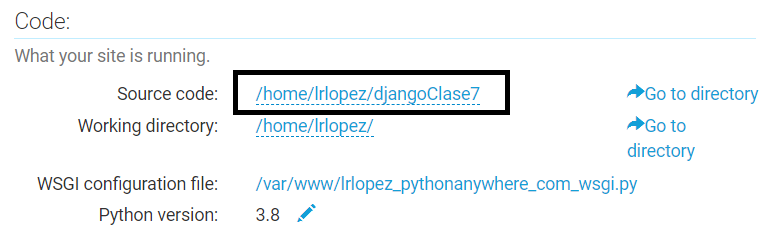 Code:
What your site is running.
Source code: /home/lrlopez/djangoClase7 Go to directory
Working directory: /home/lrlopez/ Go to
directory
WSGI configuration file: /var/www/lrlopez_pythonanywhere_com_wsgi.py
Python version: 3.8